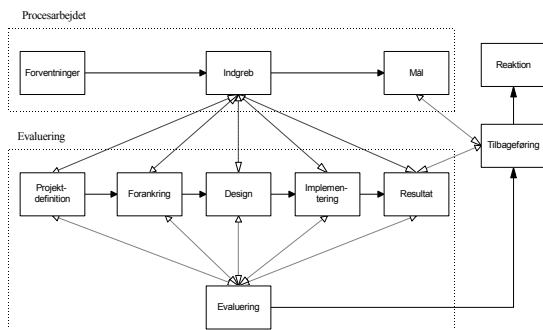 Procesarbejdet
Forventninger
Indgreb
Mål
Reaktion
Tilbageføring
Evaluering
Projekt-
definition
Forankring
Design
Implemen-
tering
Resultat
Evaluering